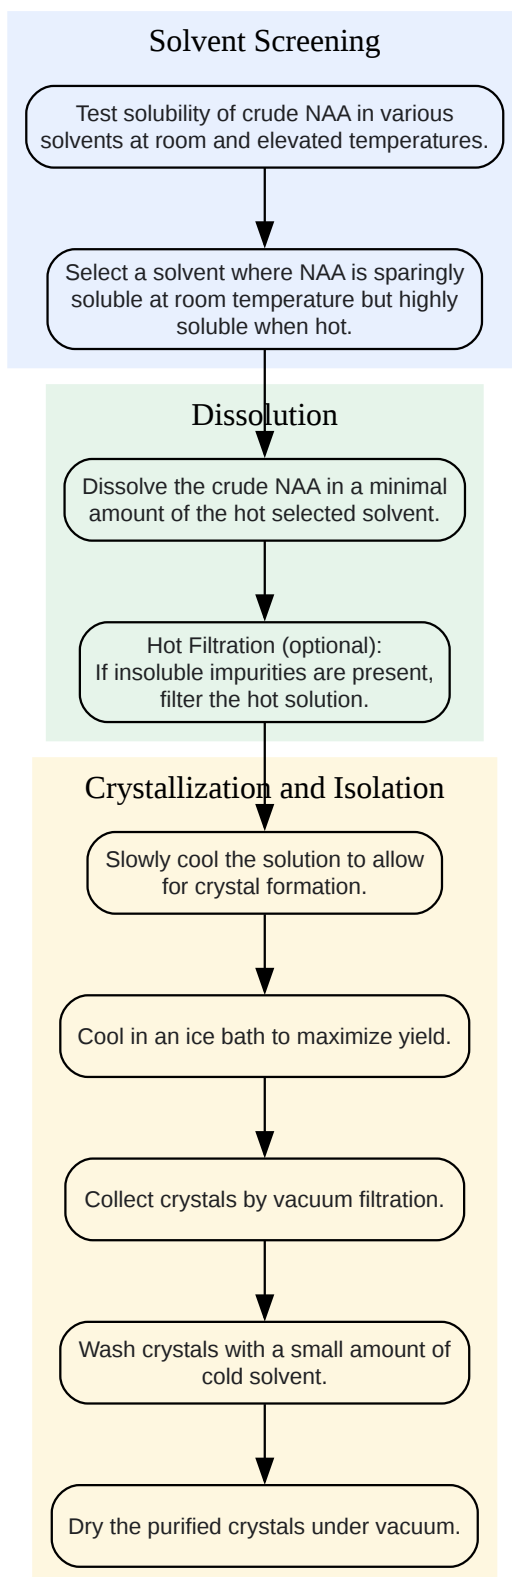 Solvent Screening
Test solubility of crude NAA in various
solvents at room and elevated temperatures.
Select a solvent where NAA is sparingly
soluble at room temperature but highly
soluble when hot.
Dissolution
Dissolve the crude NAA in a minimal
amount of the hot selected solvent.
Hot Filtration (optional):
If insoluble impurities are present,
filter the hot solution.
Crystallization and Isolation
Slowly cool the solution to allow
for crystal formation.
Cool in an ice bath to maximize yield.
Collect crystals by vacuum filtration.
Wash crystals with a small amount of
cold solvent.
Dry the purified crystals under vacuum.